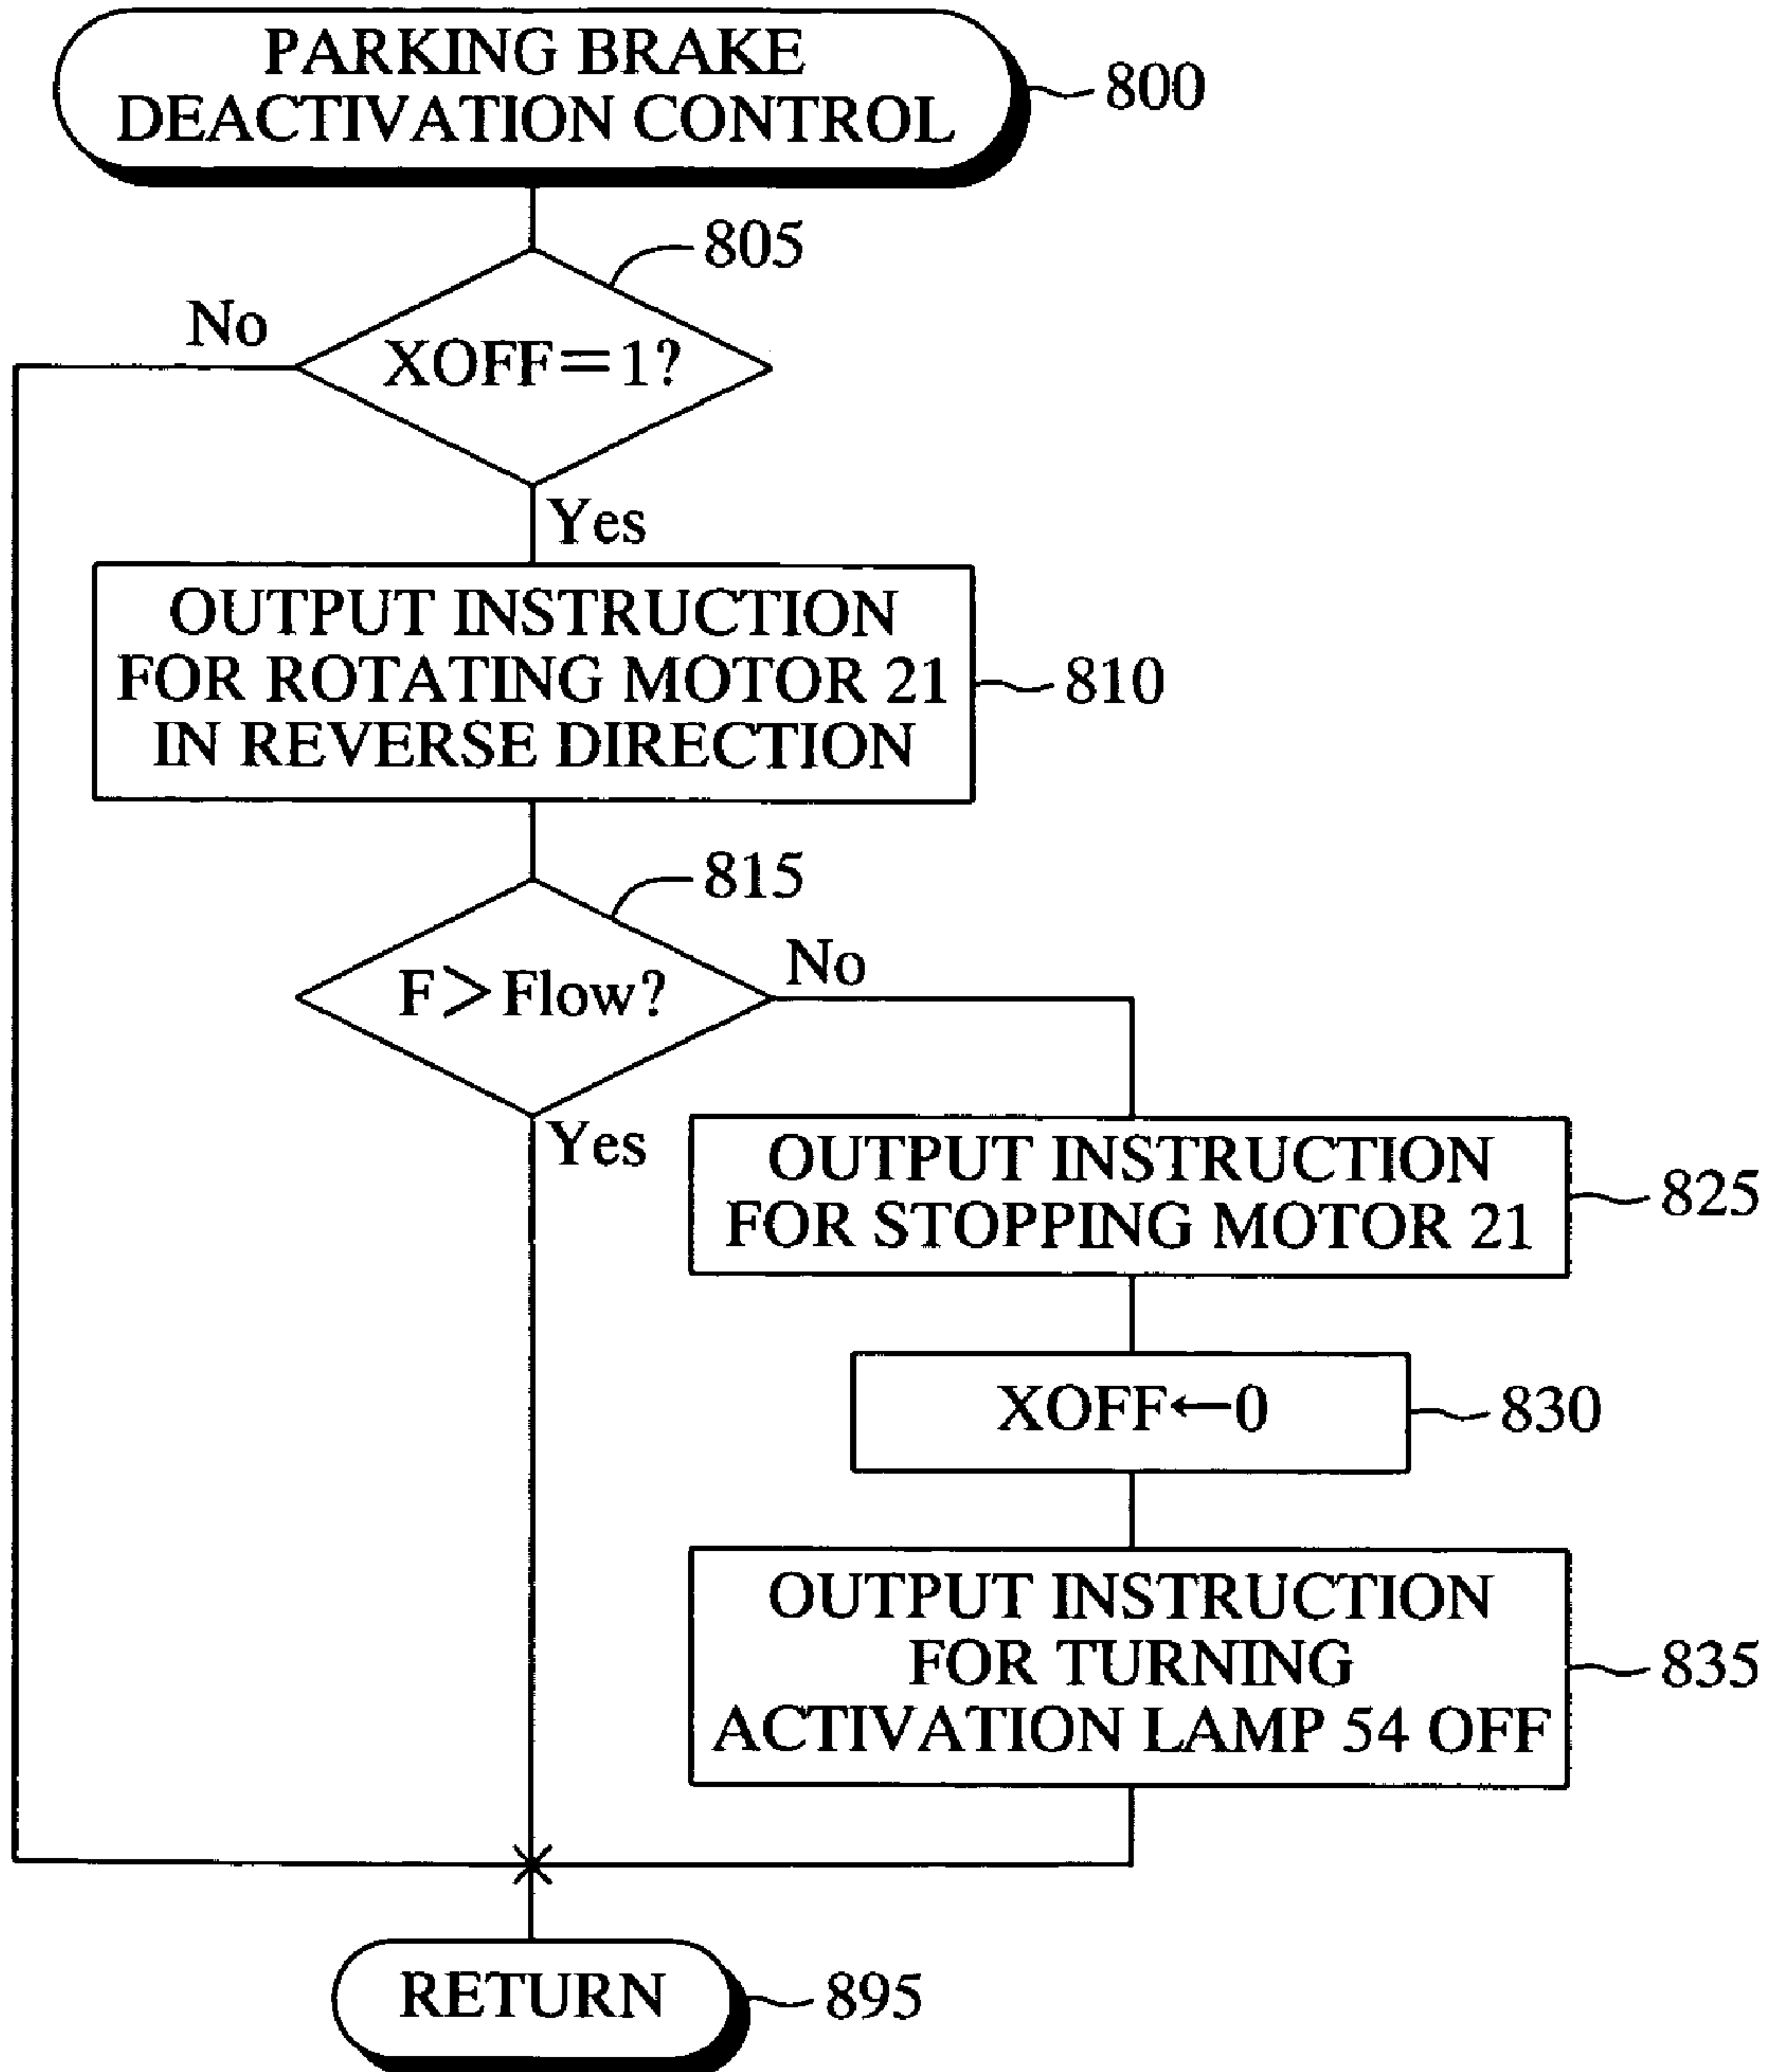 PARKING BRAKE
DEACTIVATION CONTROL
800
805
No
XOFF=1?
Yes
OUTPUT INSTRUCTION
FOR ROTATING MOTOR 21
IN REVERSE DIRECTION
810
815
No
F>Flow?
Yes
OUTPUT INSTRUCTION
FOR STOPPING MOTOR 21
825
XOFF←0
830
OUTPUT INSTRUCTION
FOR TURNING
ACTIVATION LAMP 54 OFF
835
RETURN
895